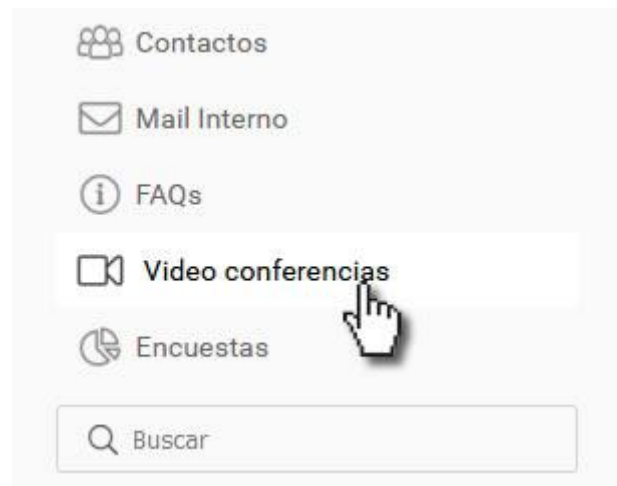 Contactos
Mail Interno
FAQs
Video conferencias
Encuestas
Buscar